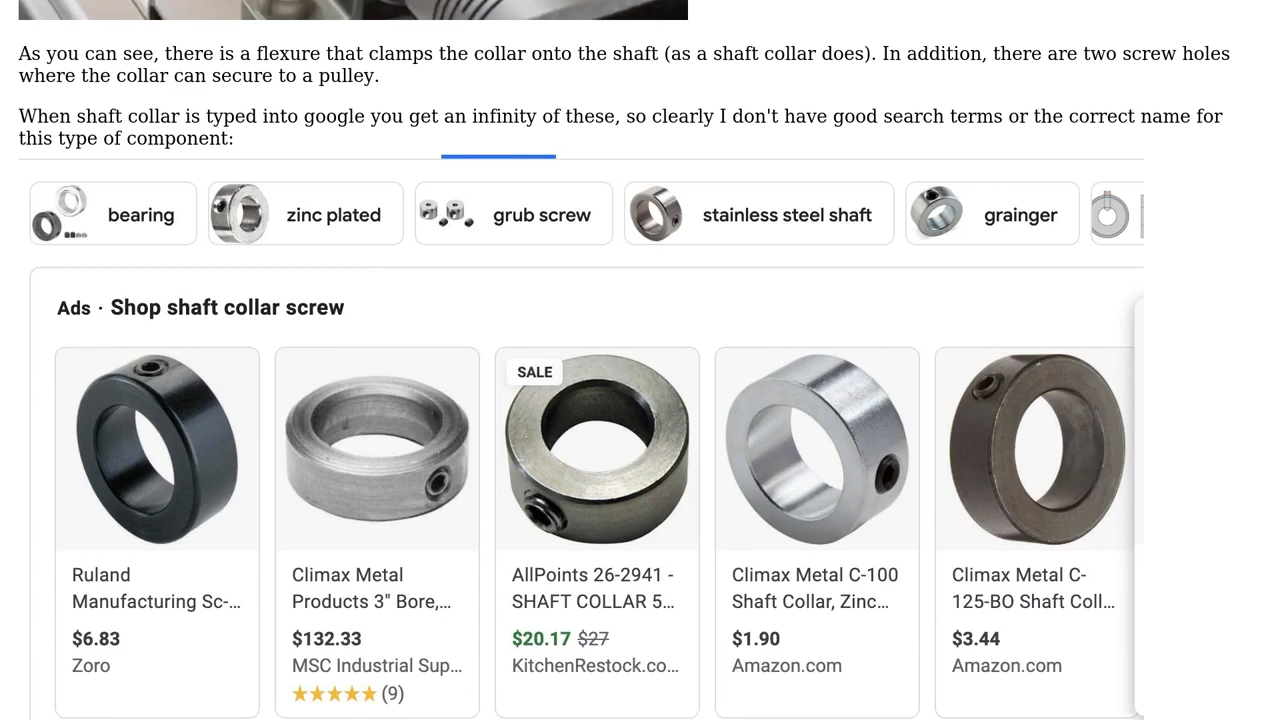 As you can see, there is a flexure that clamps the collar onto the shaft (as a shaft collar does). In addition, there are two screw holes
where the collar can secure to a pulley.
When shaft collar is typed into google you get an infinity of these, so clearly I don't have good search terms or the correct name for
this type of component:
bearing
zinc plated
grub screw
stainless steel shaft
grainger
Ads · Shop shaft collar screw
SALE
Ruland
Manufacturing Sc-...
$6.83
Zoro
Climax Metal
Products 3" Bore,...
$132.33
MSC Industrial Sup...
(9)
AllPoints 26-2941 -
SHAFT COLLAR 5...
$20.17 $27
KitchenRestock.co...
Climax Metal C-100
Shaft Collar, Zinc...
$1.90
Amazon.com
Climax Metal C-
125-BO Shaft Coll...
$3.44
Amazon.com